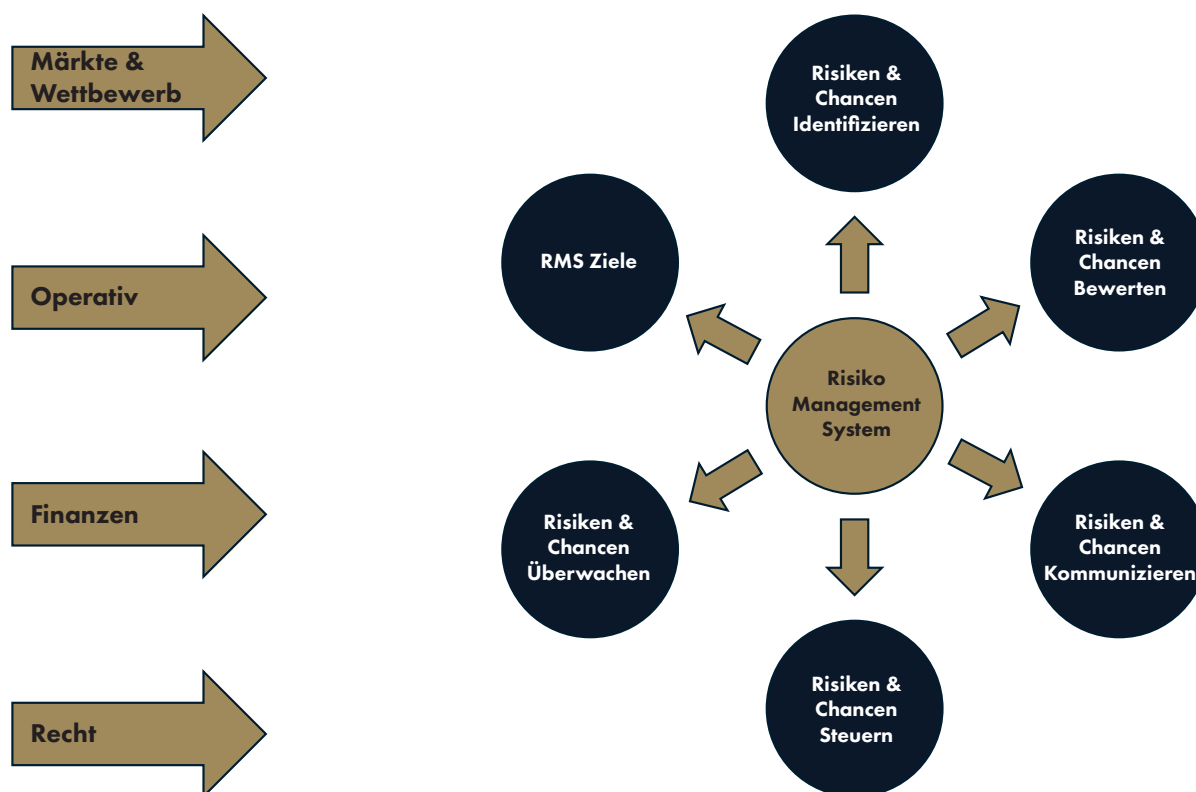 Märkte &
Wettbewerb
Operativ
Finanzen
Recht
Risiken &
Chancen
Identifizieren
RMS Ziele
Risiken &
Chancen
Bewerten
Risiko
Management
System
Risiken &
Chancen
Überwachen
Risiken &
Chancen
Kommunizieren
Risiken &
Chancen
Steuern